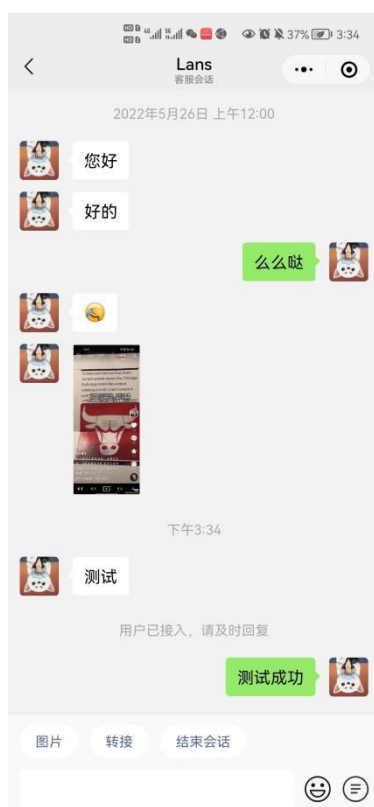 37% 3:34
Lans
客服会话
2022年5月26日 上午12:00
您好
好的
么么哒
下午3:34
测试
用户已接入，请及时回复
测试成功
图片 转接 结束会话